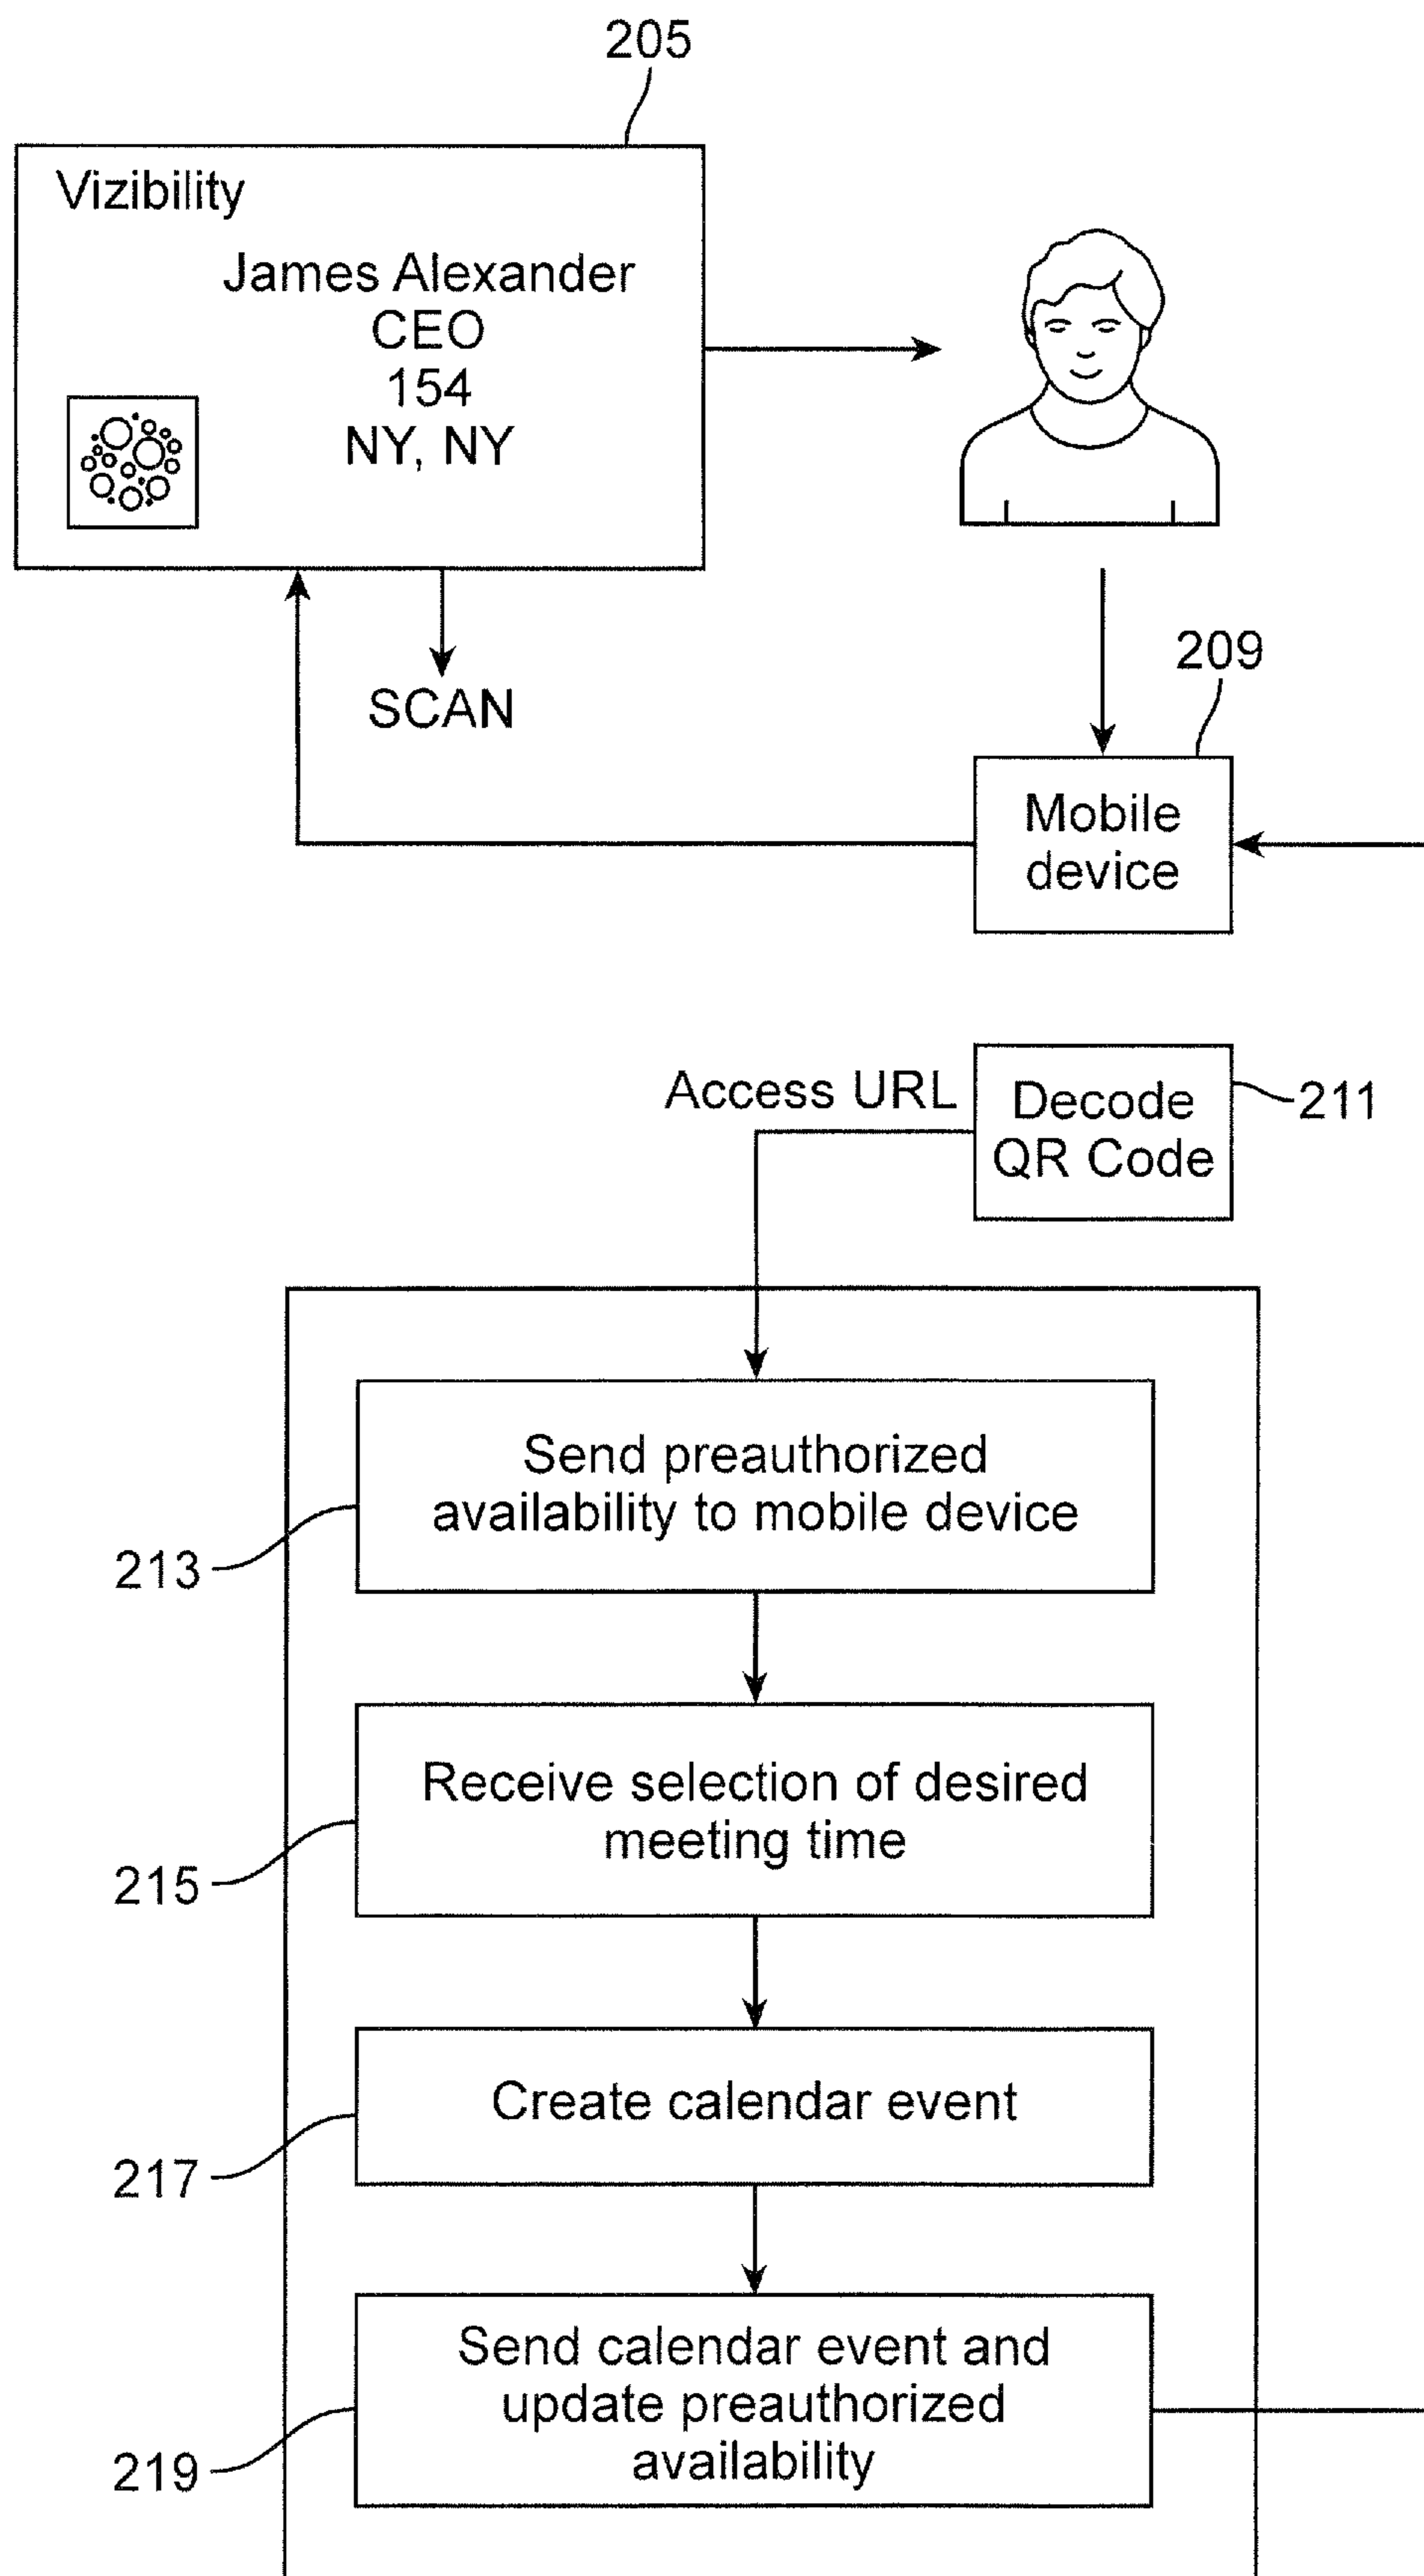 205
Vizibility
James Alexander
CEO
154
NY, NY
SCAN
209
Mobile
device
Access URL
Decode
QR Code
211
Send preauthorized
availability to mobile device
213
Receive selection of desired
meeting time
215
Create calendar event
217
Send calendar event and
update preauthorized
availability
219